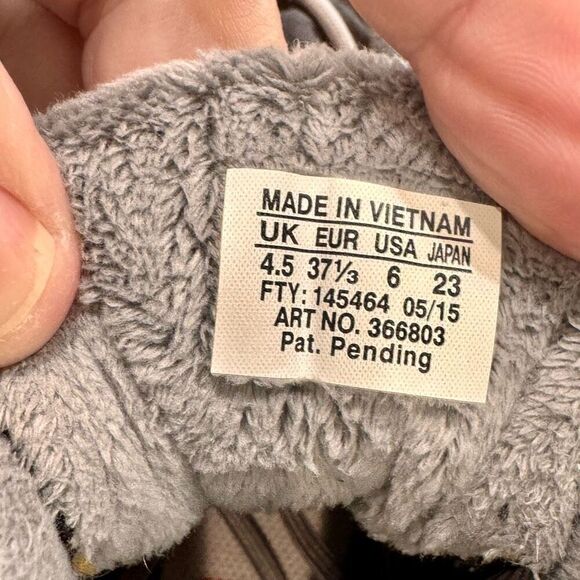 MADE IN VIETNAM
UK EUR USA JAPAN
4.5 37⅓ 6 23
FTY: 145464 05/15
ART NO. 366803
Pat. Pending